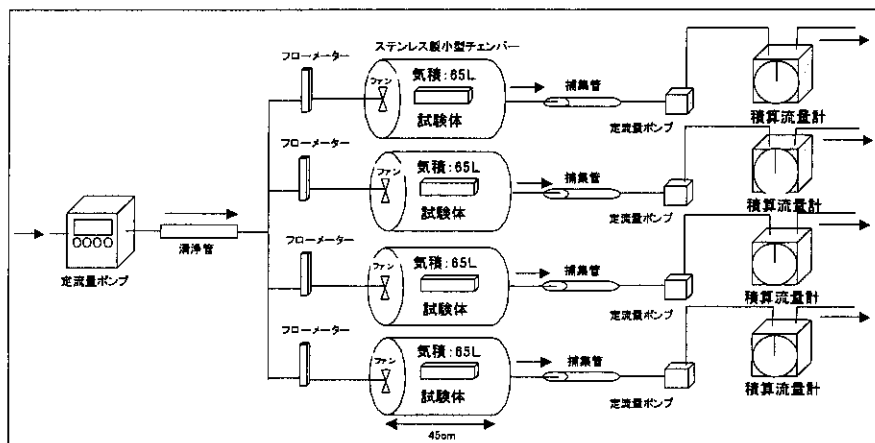 ステンレス製小型チェンバー
フローメーター
ファン
気積：65L
試験体
捕集管
定流量ポンプ
積算流量計
フローメーター
ファン
気積：65L
試験体
捕集管
定流量ポンプ
積算流量計
定流量ポンプ
清浄管
フローメーター
ファン
気積：65L
試験体
捕集管
定流量ポンプ
積算流量計
フローメーター
ファン
気積：65L
試験体
捕集管
定流量ポンプ
積算流量計
45cm